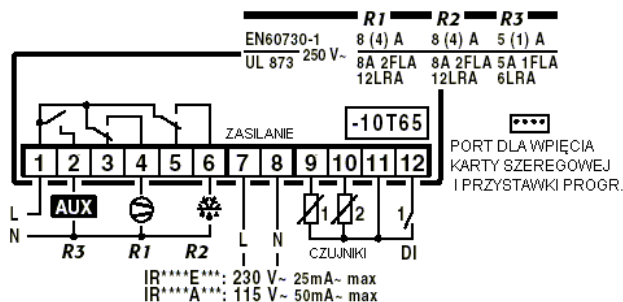 R1 R2 R3
EN60730-1 250 V~ 8 (4) A 8 (4) A 5 (1) A
UL 873 8A 2FLA 8A 2FLA 5A 1FLA
12LRA 12LRA 6LRA
-10T65
ZASILANIE
1 2 3 4 5 6 7 8 9 10 11 12
PORT DLA WPIĘCIA
KARTY SZEREGOWEJ
I PRZYSTAWKI PROGR.
L AUX 1 2 1
N
R3 R1 R2 L N CZUJNIKI DI
IR****E***: 230 V~ 25mA~ max
IR****A***: 115 V~ 50mA~ max